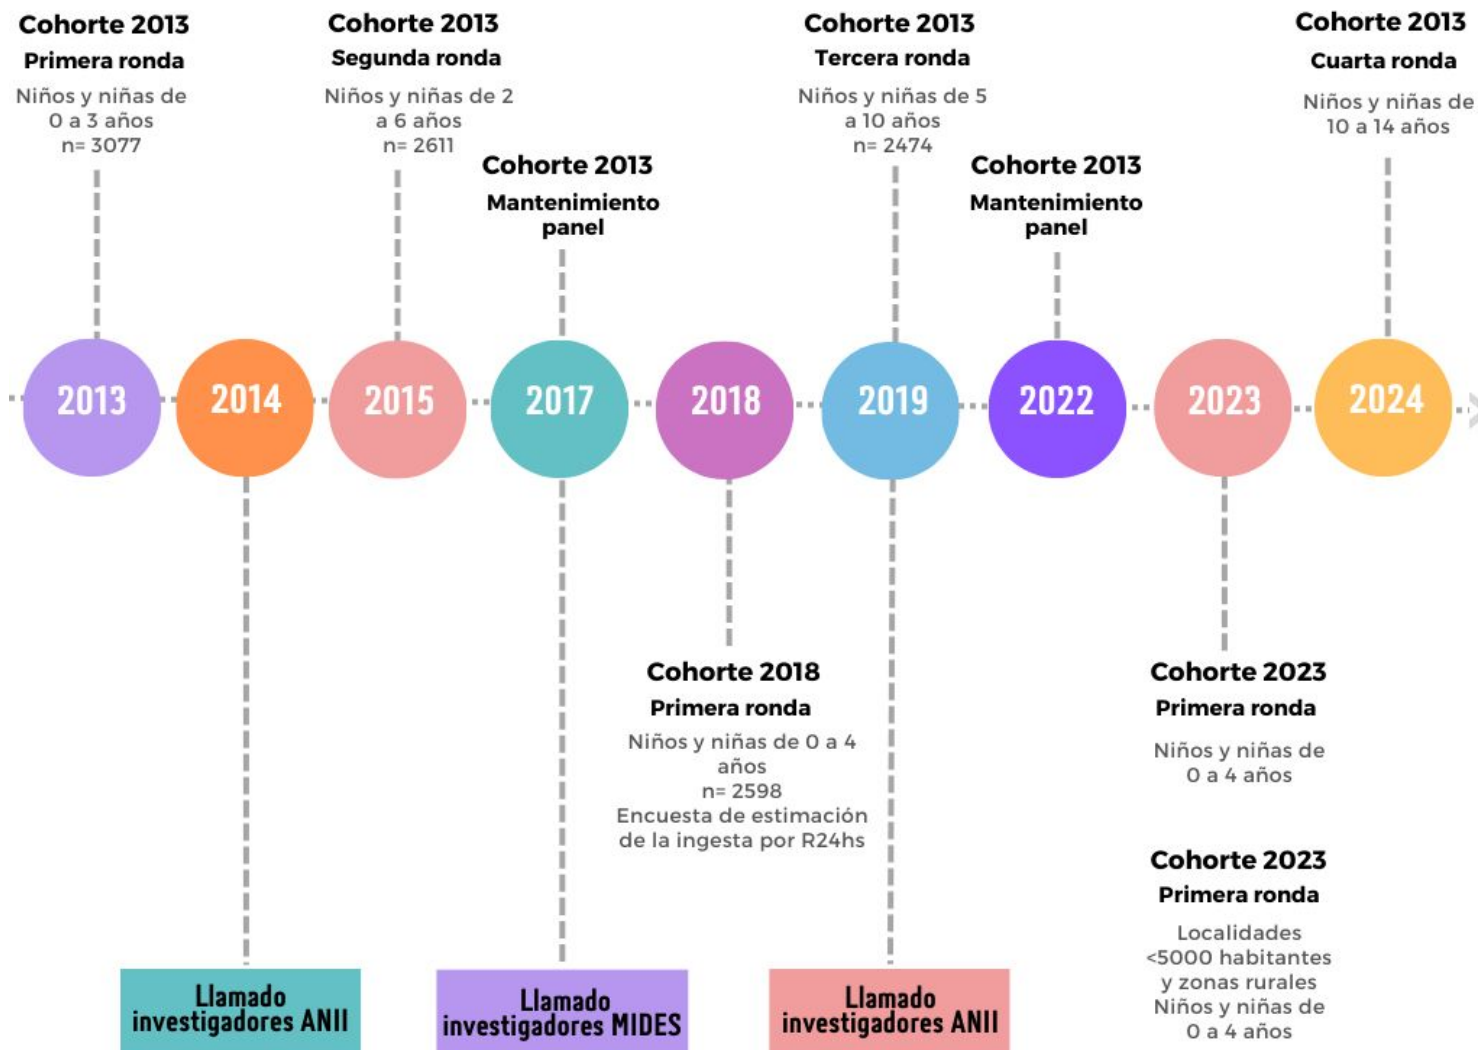 Cohorte 2013
Primera ronda
Niños y niñas de
0 a 3 años
n= 3077
Cohorte 2013
Segunda ronda
Niños y niñas de 2
a 6 años
n= 2611
Cohorte 2013
Mantenimiento
panel
Cohorte 2013
Tercera ronda
Niños y niñas de 5
a 10 años
n= 2474
Cohorte 2013
Mantenimiento
panel
Cohorte 2013
Cuarta ronda
Niños y niñas de
10 a 14 años
2013
2014
2015
2017
2018
2019
2022
2023
2024
Cohorte 2018
Primera ronda
Niños y niñas de 0 a 4
años
n= 2598
Encuesta de estimación
de la ingesta por R24hs
Cohorte 2023
Primera ronda
Niños y niñas de
0 a 4 años
Cohorte 2023
Primera ronda
Localidades
<5000 habitantes
y zonas rurales
Niños y niñas de
0 a 4 años
Llamado
investigadores ANII
Llamado
investigadores MIDES
Llamado
investigadores ANII